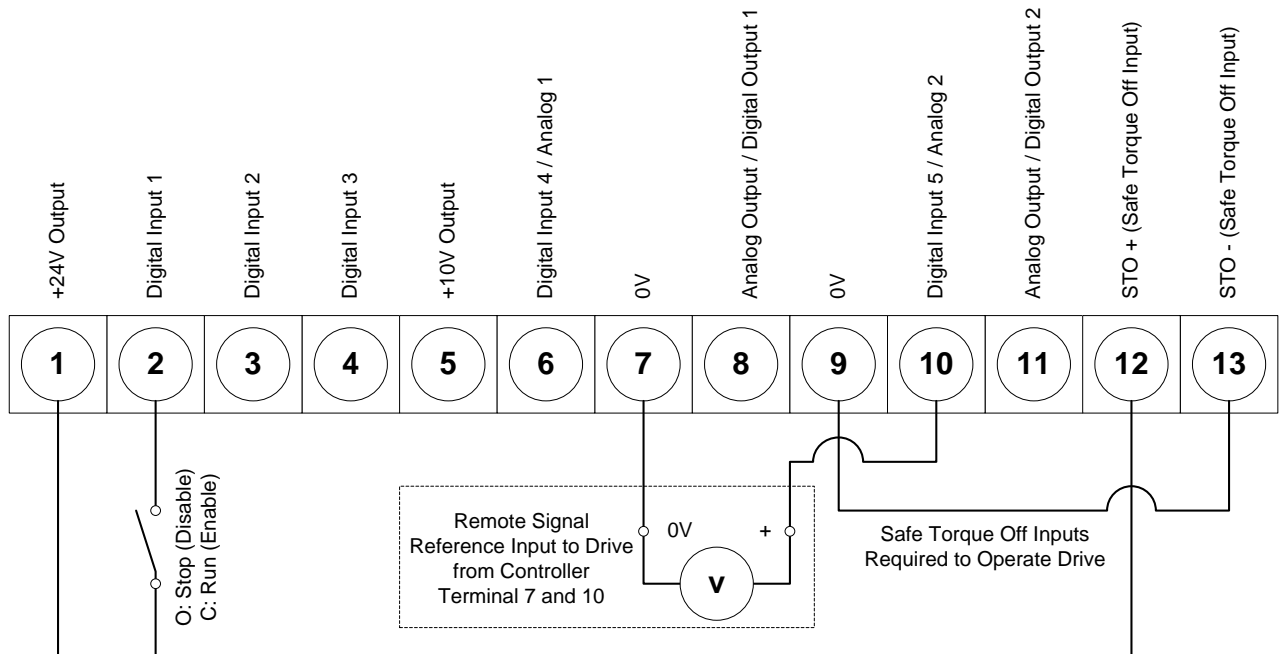 +24V Output
Digital Input 1
Digital Input 2
Digital Input 3
+10V Output
Digital Input 4 / Analog 1
0V
Analog Output / Digital Output 1
0V
Digital Input 5 / Analog 2
Analog Output / Digital Output 2
STO + (Safe Torque Off Input)
STO - (Safe Torque Off Input)
1 2 3 4 5 6 7 8 9 10 11 12 13
O: Stop (Disable)
C: Run (Enable)
Remote Signal
Reference Input to Drive
from Controller
Terminal 7 and 10
0V +
V
Safe Torque Off Inputs
Required to Operate Drive